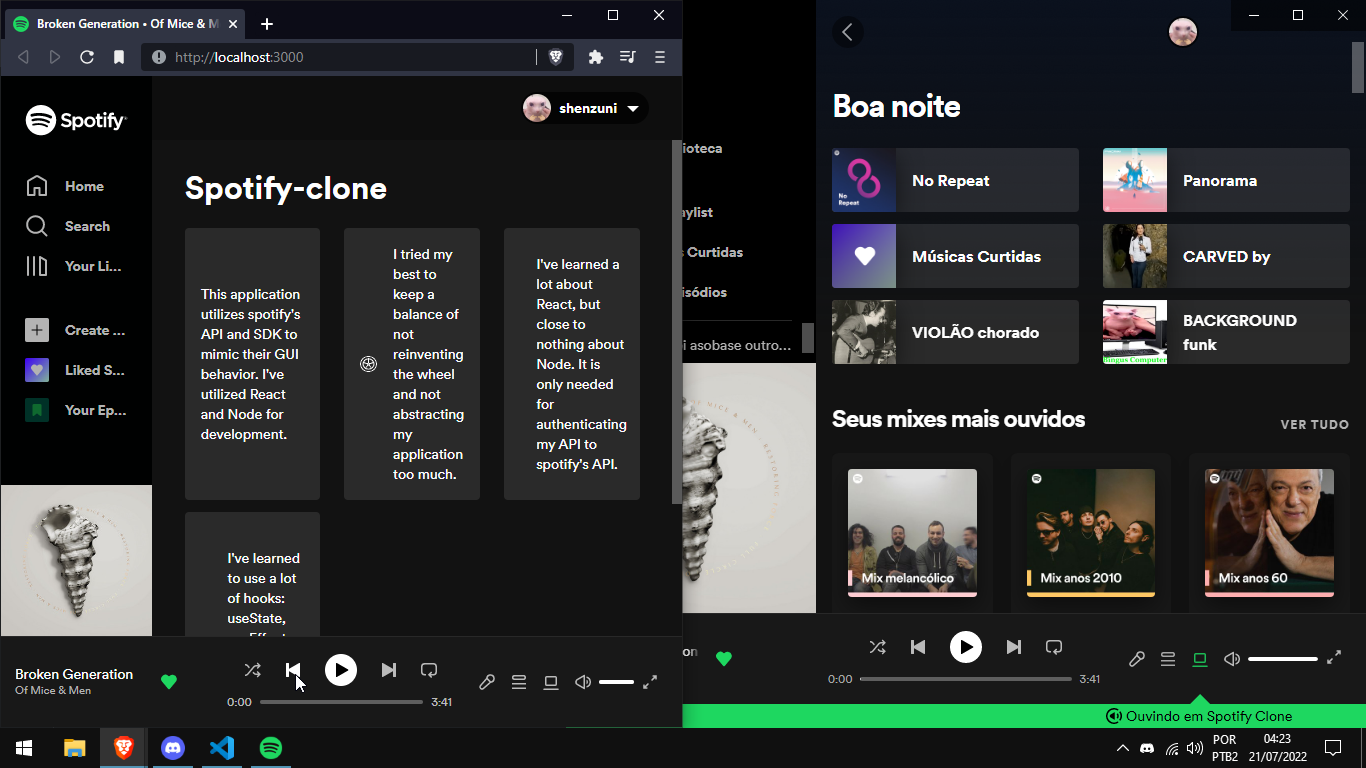 Broken Generation • Of Mice & M
http://localhost:3000
Spotify
Home
Search
Your Li...
Create ...
Liked S...
Your Ep...
shenzuni
Spotify-clone
This application
utilizes spotify's
API and SDK to
mimic their GUI
behavior. I've
utilized React
and Node for
development.
I tried my
best to
keep a
balance of
not
reinventing
the wheel
and not
abstracting
my
application
too much.
I've learned a
lot about
React, but
close to
nothing about
Node. It is
only needed
for
authenticating
my API to
spotify's API.
I've learned
to use a lot
of hooks:
useState,
Broken Generation
Of Mice & Men
0:00
3:41
ioteca
aylist
s Curtidas
isódios
i asobase outro...
Boa noite
No Repeat
No
Repeat
Panorama
Músicas Curtidas
CARVED by
VIOLÃO chorado
BACKGROUND
funk
Mingus Computer
Seus mixes mais ouvidos
VER TUDO
Mix melancólico
Mix anos 2010
Mix anos 60
on
0:00
3:41
Ouvindo em Spotify Clone
POR
PTB2
04:23
21/07/2022